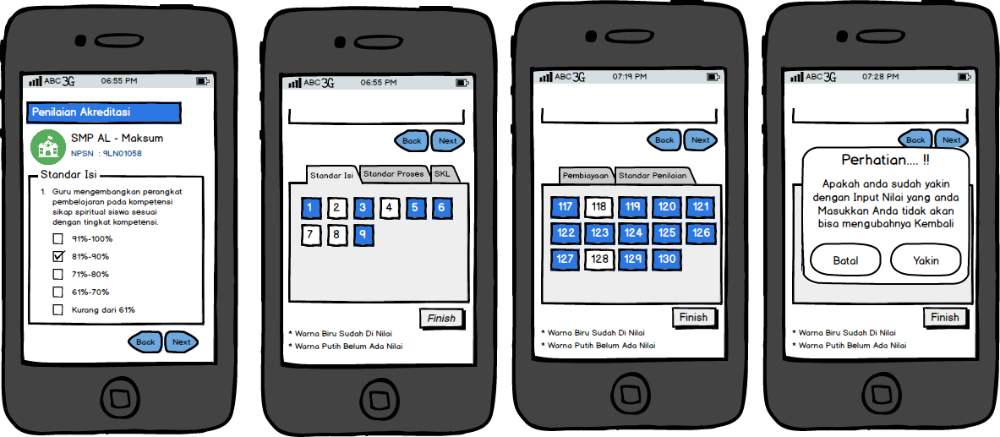 ABC 3G 06:55 PM
Penilaian Akreditasi
SMP AL - Maksum
NPSN : 9LN01058
Standar Isi
1. Guru mengembangkan perangkat
pembelajaran pada kompetensi
sikap spiritual siswa sesuai
dengan tingkat kompetensi.
91%-100%
81%-90%
71%-80%
61%-70%
Kurang dari 61%
Back Next
ABC 3G 06:55 PM
Back Next
Standar Isi Standar Proses SKL
1 2 3 4 5 6
7 8 9
Finish
* Warna Biru Sudah Di Nilai
* Warna Putih Belum Ada Nilai
ABC 3G 07:19 PM
Back Next
Pembiayaan Standar Penilaian
117 118 119 120 121
122 123 124 125 126
127 128 129 130
Finish
* Warna Biru Sudah Di Nilai
* Warna Putih Belum Ada Nilai
ABC 3G 07:28 PM
Back Next
Perhatian.... !!
Apakah anda sudah yakin
dengan Input Nilai yang anda
Masukkan Anda tidak akan
bisa mengubahnya Kembali
Batal Yakin
Finish
* Warna Biru Sudah Di Nilai
* Warna Putih Belum Ada Nilai